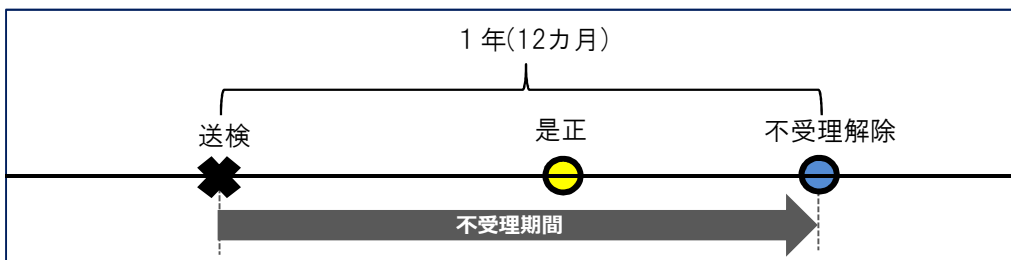 １年(12カ月)
送検
是正
不受理解除
不受理期間